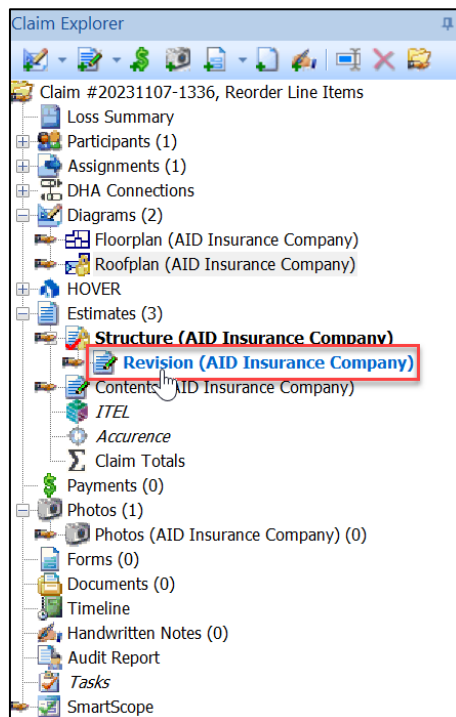 Claim Explorer
Claim #20231107-1336, Reorder Line Items
Loss Summary
Participants (1)
Assignments (1)
DHA Connections
Diagrams (2)
Floorplan (AID Insurance Company)
Roofplan (AID Insurance Company)
HOVER
Estimates (3)
Structure (AID Insurance Company)
Revision (AID Insurance Company)
Contents (AID Insurance Company)
ITEL
Accurence
Claim Totals
Payments (0)
Photos (1)
Photos (AID Insurance Company) (0)
Forms (0)
Documents (0)
Timeline
Handwritten Notes (0)
Audit Report
Tasks
SmartScope